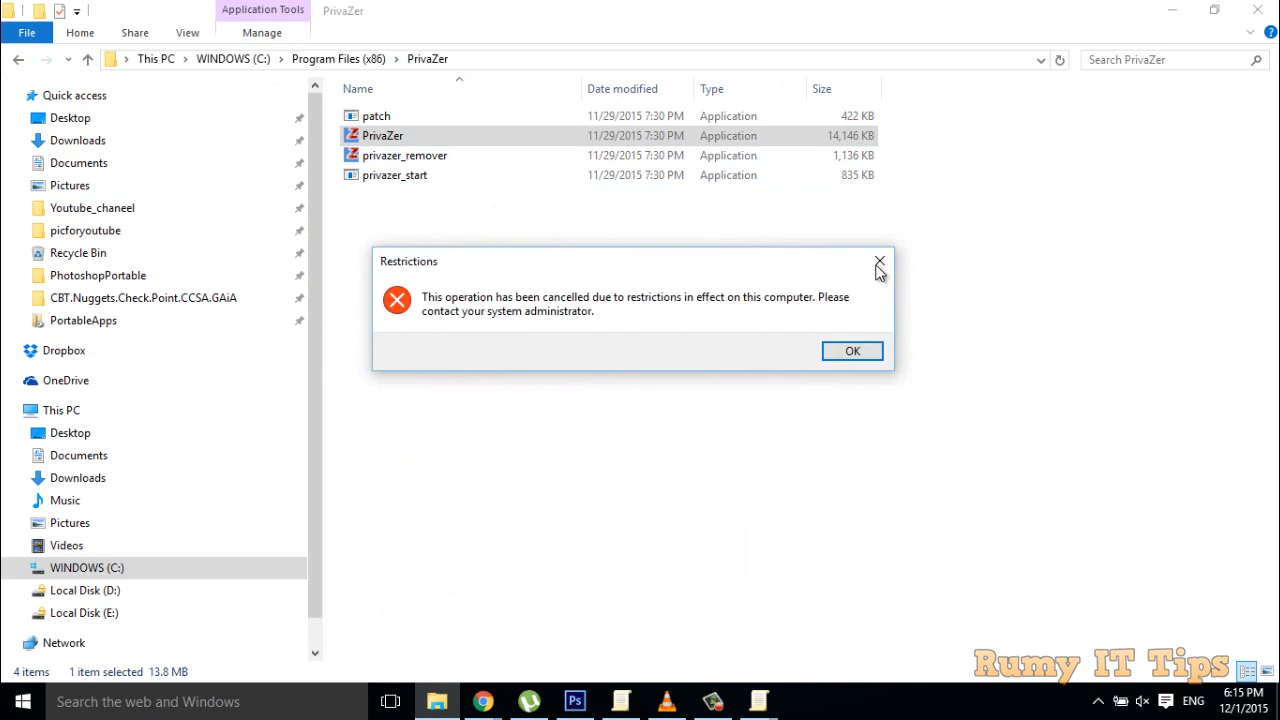 Application Tools
PrivaZer
File
Home
Share
View
Manage
This PC
WINDOWS (C:)
Program Files (x86)
PrivaZer
Search PrivaZer
Name
Date modified
Type
Size
patch
11/29/2015 7:30 PM
Application
422 KB
PrivaZer
11/29/2015 7:30 PM
Application
14,146 KB
privazer_remover
11/29/2015 7:30 PM
Application
1,136 KB
privazer_start
11/29/2015 7:30 PM
Application
835 KB
Quick access
Desktop
Downloads
Documents
Pictures
Youtube_chaneel
picforyoutube
Recycle Bin
PhotoshopPortable
CBT.Nuggets.Check.Point.CCSA.GAiA
PortableApps
Dropbox
OneDrive
This PC
Desktop
Documents
Downloads
Music
Pictures
Videos
WINDOWS (C:)
Local Disk (D:)
Local Disk (E:)
Network
Restrictions
This operation has been cancelled due to restrictions in effect on this computer. Please
contact your system administrator.
OK
4 items
1 item selected 13.8 MB
Rumy IT Tips
Search the web and Windows
Ps
ENG
6:15 PM
12/1/2015